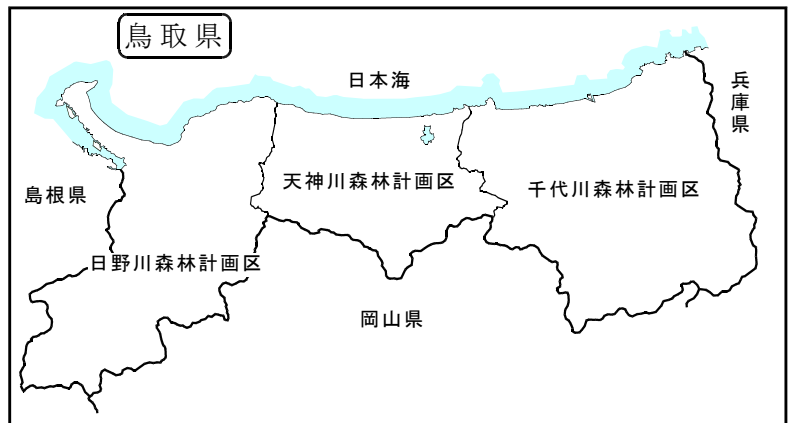 鳥取県
日本海
兵庫県
島根県
天神川森林計画区
千代川森林計画区
日野川森林計画区
岡山県